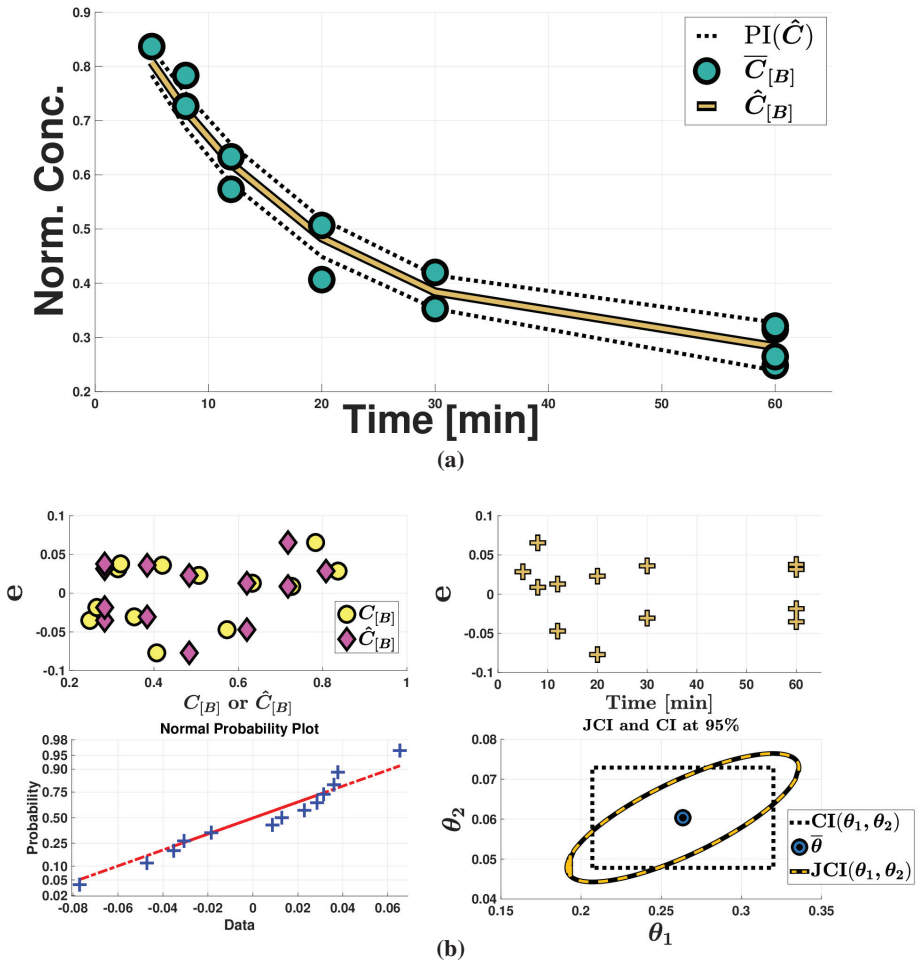 0.9
0.8
0.7
0.6
0.5
0.4
0.3
0.2
Norm. Conc.
PI(Ĉ)
C̅[B]
Ĉ[B]
0 10 20 30 40 50 60
Time [min]
(a)
0.1
0.05
0
-0.05
-0.1
e
C[B]
Ĉ[B]
0.2 0.4 0.6 0.8 1
C[B] or Ĉ[B]
0.1
0.05
0
-0.05
-0.1
e
0 10 20 30 40 50 60
Time [min]
Normal Probability Plot
0.98
0.95
0.90
0.75
0.50
0.25
0.10
0.05
0.02
Probability
-0.08 -0.06 -0.04 -0.02 0 0.02 0.04 0.06
Data
JCI and CI at 95%
0.08
0.07
0.06
0.05
0.04
θ2
CI(θ1, θ2)
θ̅
JCI(θ1, θ2)
0.15 0.2 0.25 0.3 0.35
θ1
(b)